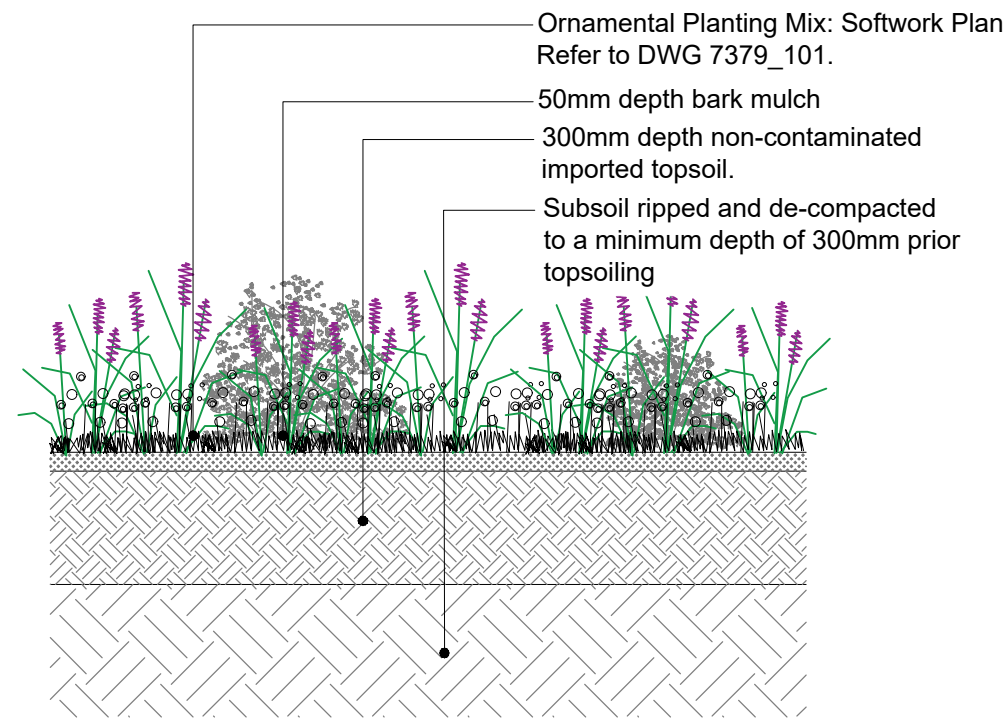 Ornamental Planting Mix: Softwork Plan
Refer to DWG 7379_101.
50mm depth bark mulch
300mm depth non-contaminated
imported topsoil.
Subsoil ripped and de-compacted
to a minimum depth of 300mm prior
topsoiling